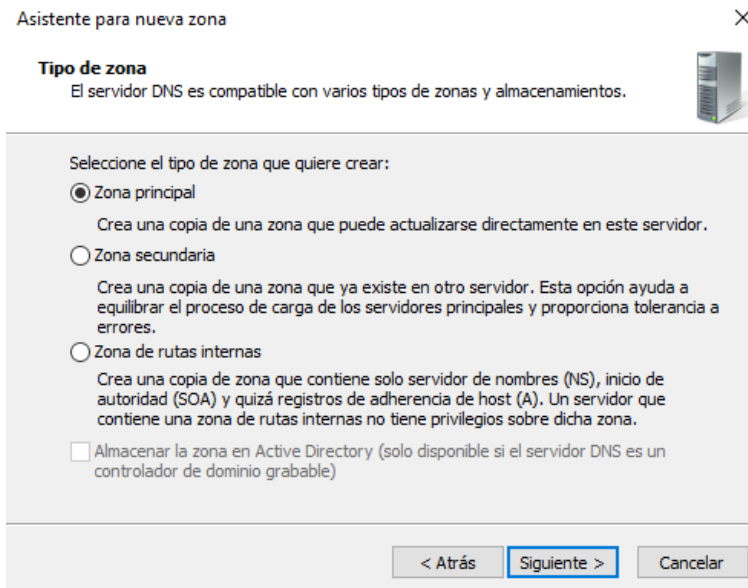 Asistente para nueva zona
Tipo de zona
El servidor DNS es compatible con varios tipos de zonas y almacenamientos.
Seleccione el tipo de zona que quiere crear:
Zona principal
Crea una copia de una zona que puede actualizarse directamente en este servidor.
Zona secundaria
Crea una copia de una zona que ya existe en otro servidor. Esta opción ayuda a
equilibrar el proceso de carga de los servidores principales y proporciona tolerancia a
errores.
Zona de rutas internas
Crea una copia de zona que contiene solo servidor de nombres (NS), inicio de
autoridad (SOA) y quizá registros de adherencia de host (A). Un servidor que
contiene una zona de rutas internas no tiene privilegios sobre dicha zona.
Almacenar la zona en Active Directory (solo disponible si el servidor DNS es un
controlador de dominio grabable)
< Atrás Siguiente > Cancelar